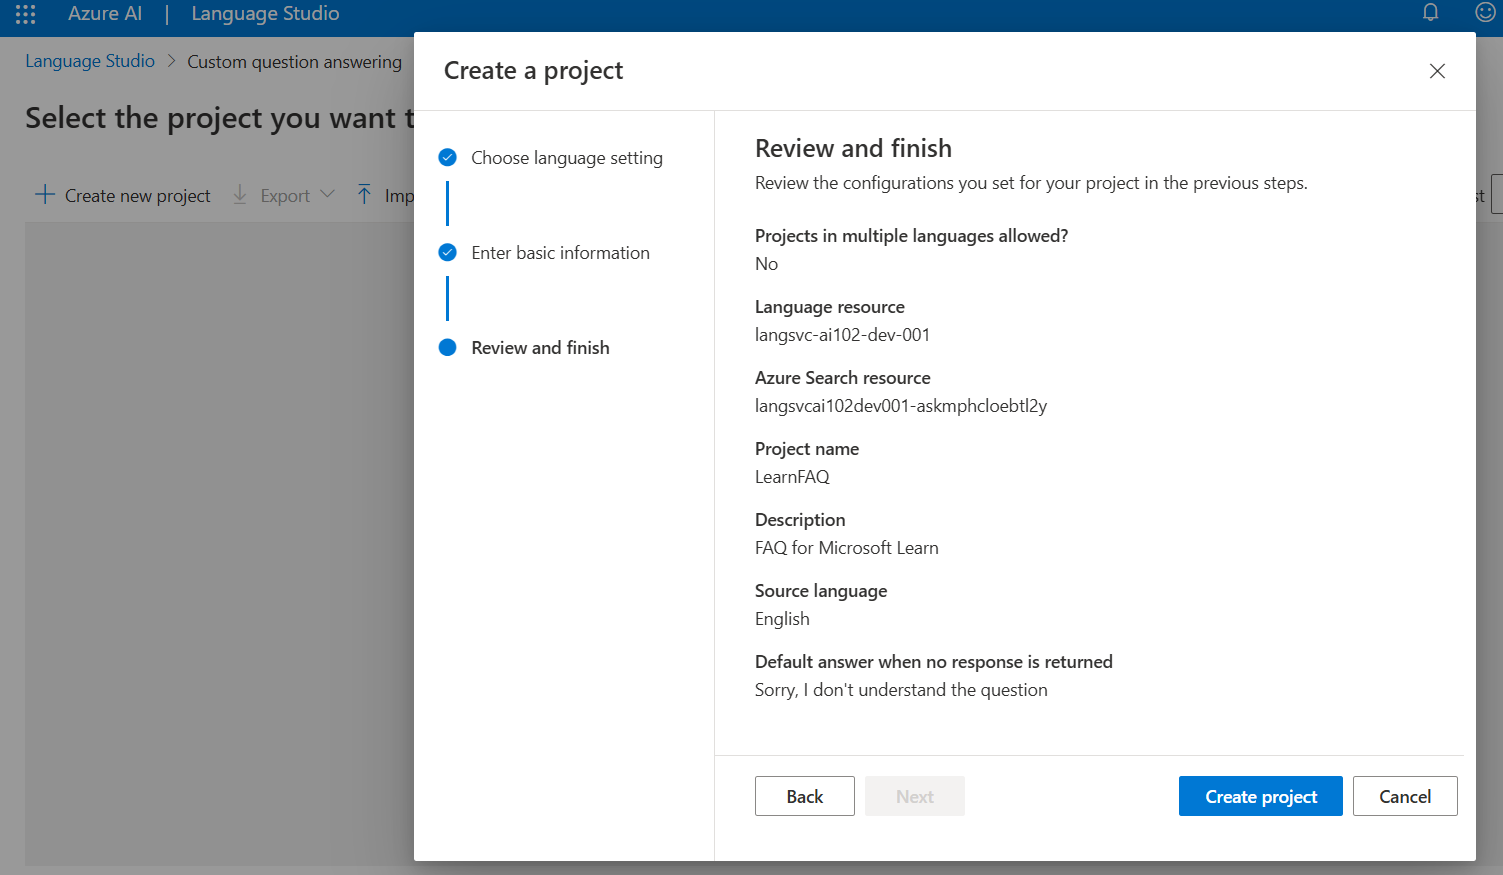 Azure AI | Language Studio
Language Studio > Custom question answering
Select the project you want t
Create new project Export Imp
st
Create a project
Choose language setting
Enter basic information
Review and finish
Review and finish
Review the configurations you set for your project in the previous steps.
Projects in multiple languages allowed?
No
Language resource
langsvc-ai102-dev-001
Azure Search resource
langsvcai102dev001-askmphcloebtl2y
Project name
LearnFAQ
Description
FAQ for Microsoft Learn
Source language
English
Default answer when no response is returned
Sorry, I don't understand the question
Back Next Create project Cancel